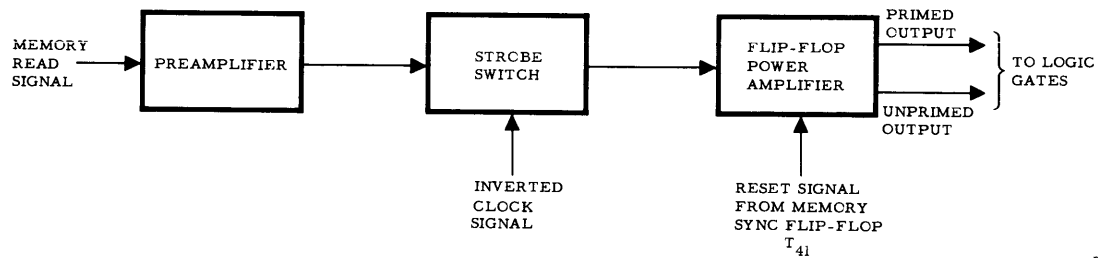 MEMORY
READ
SIGNAL
PREAMPLIFIER
STROBE
SWITCH
INVERTED
CLOCK
SIGNAL
FLIP-FLOP
POWER
AMPLIFIER
RESET SIGNAL
FROM MEMORY
SYNC FLIP-FLOP
T41
PRIMED
OUTPUT
UNPRIMED
OUTPUT
TO LOGIC
GATES